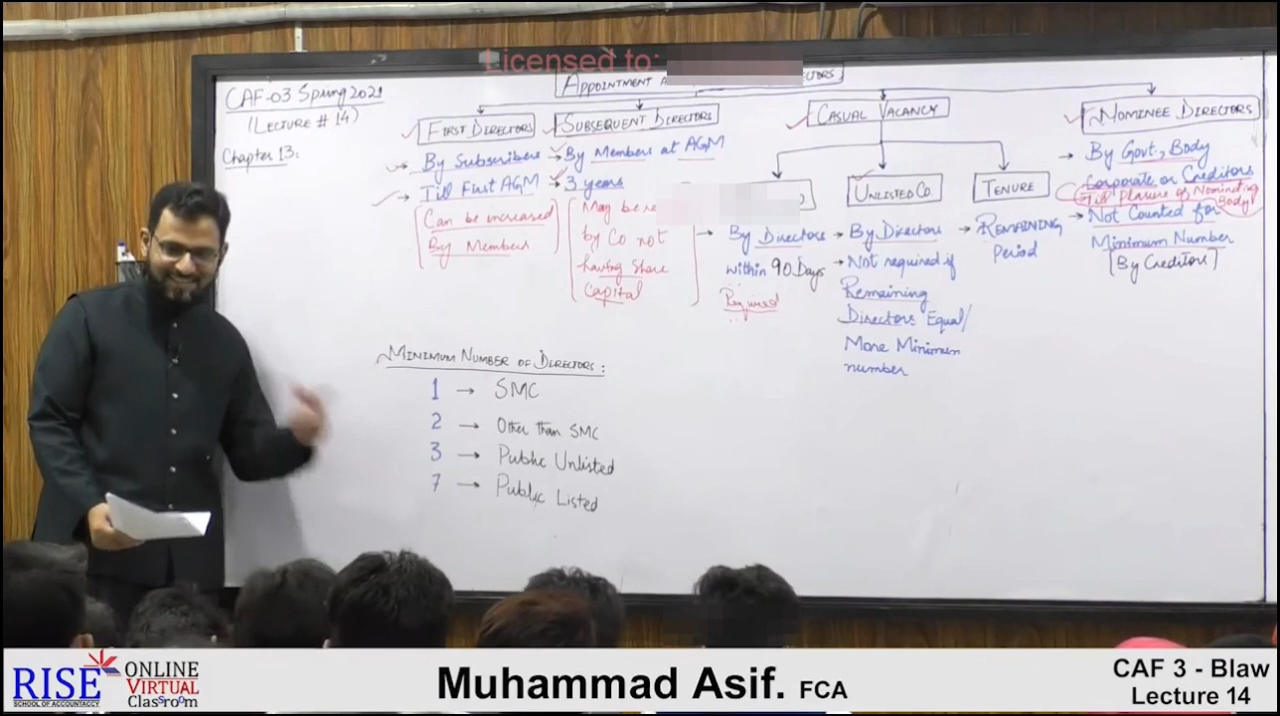 Licensed to:
CAF-03 Spring 2021
(LECTURE # 14)
Chapter 13:
APPOINTMENT
FIRST DIRECTORS
By Subscribers
Till First AGM
Can be increased
By Members
SUBSEQUENT DIRECTORS
By Members at AGM
3 years
May be
by Co not
having share
capital
CASUAL VACANCY
By Directors
within 90 Days
Required
UNLISTED CO.
By Directors
Not required if
Remaining
Directors Equal/
More Minimum
number
TENURE
REMAINING
Period
NOMINEE DIRECTORS
By Govt., Body
Corporate or Creditors
Till Plasure of Nominating
Body
Not Counted for
Minimum Number
(By Creditors)
MINIMUM NUMBER OF DIRECTORS:
1 → SMC
2 → Other than SMC
3 → Public Unlisted
7 → Public Listed
RISE
SCHOOL OF ACCOUNTANCY
ONLINE
VIRTUAL
Classroom
Muhammad Asif. FCA
CAF 3 - Blaw
Lecture 14